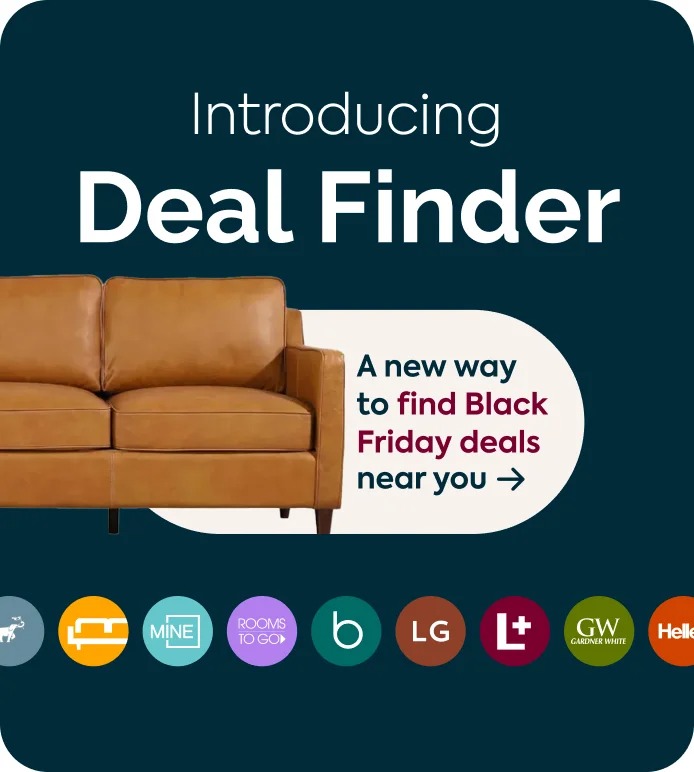 Introducing
Deal Finder
A new way
to find Black
Friday deals
near you →
MINE
ROOMS
TO GO
b
LG
L+
GW
GARDNER WHITE
Helle